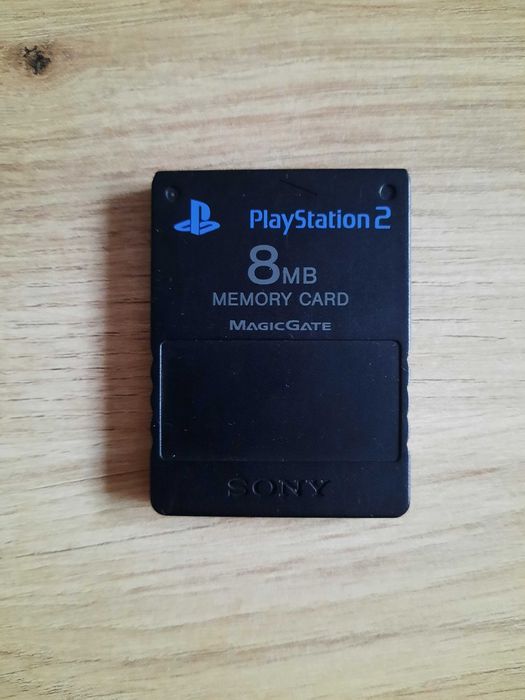 PlayStation 2
8MB
MEMORY CARD
MAGICGATE
SONY